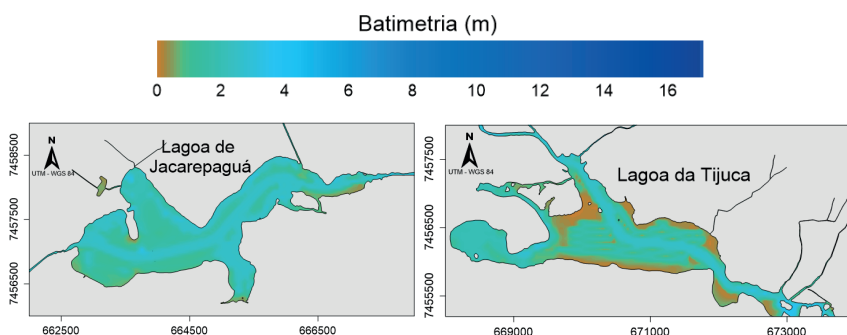 Batimetria (m)
0 2 4 6 8 10 12 14 16
N
UTM - WGS 84
Lagoa de
Jacarepaguá
7458500
7457500
7456500
662500 664500 666500
N
UTM - WGS 84
Lagoa da Tijuca
7457500
7456500
7455500
669000 671000 673000